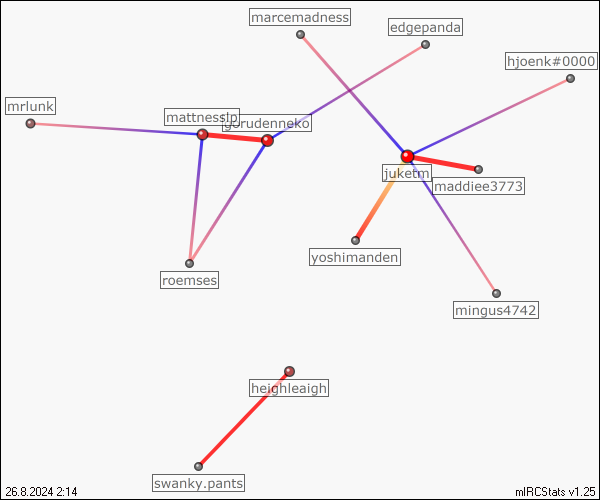 marcemadness
edgepanda
hjoenk#0000
mrlunk
mattnesslp
gorudenneko
juketm
maddiee3773
yoshimanden
roemses
mingus4742
heighleaigh
swanky.pants
26.8.2024 2:14
mIRCStats v1.25